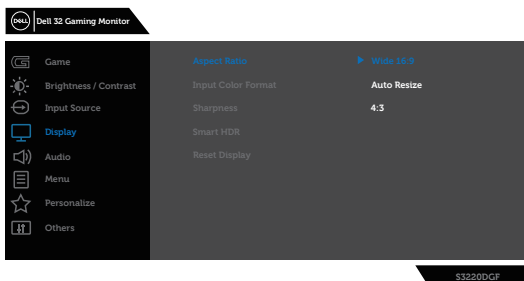 DELL Dell 32 Gaming Monitor
Game
Brightness / Contrast
Input Source
Display
Audio
Menu
Personalize
Others
Aspect Ratio
Input Color Format
Sharpness
Smart HDR
Reset Display
Wide 16:9
Auto Resize
4:3
S3220DGF